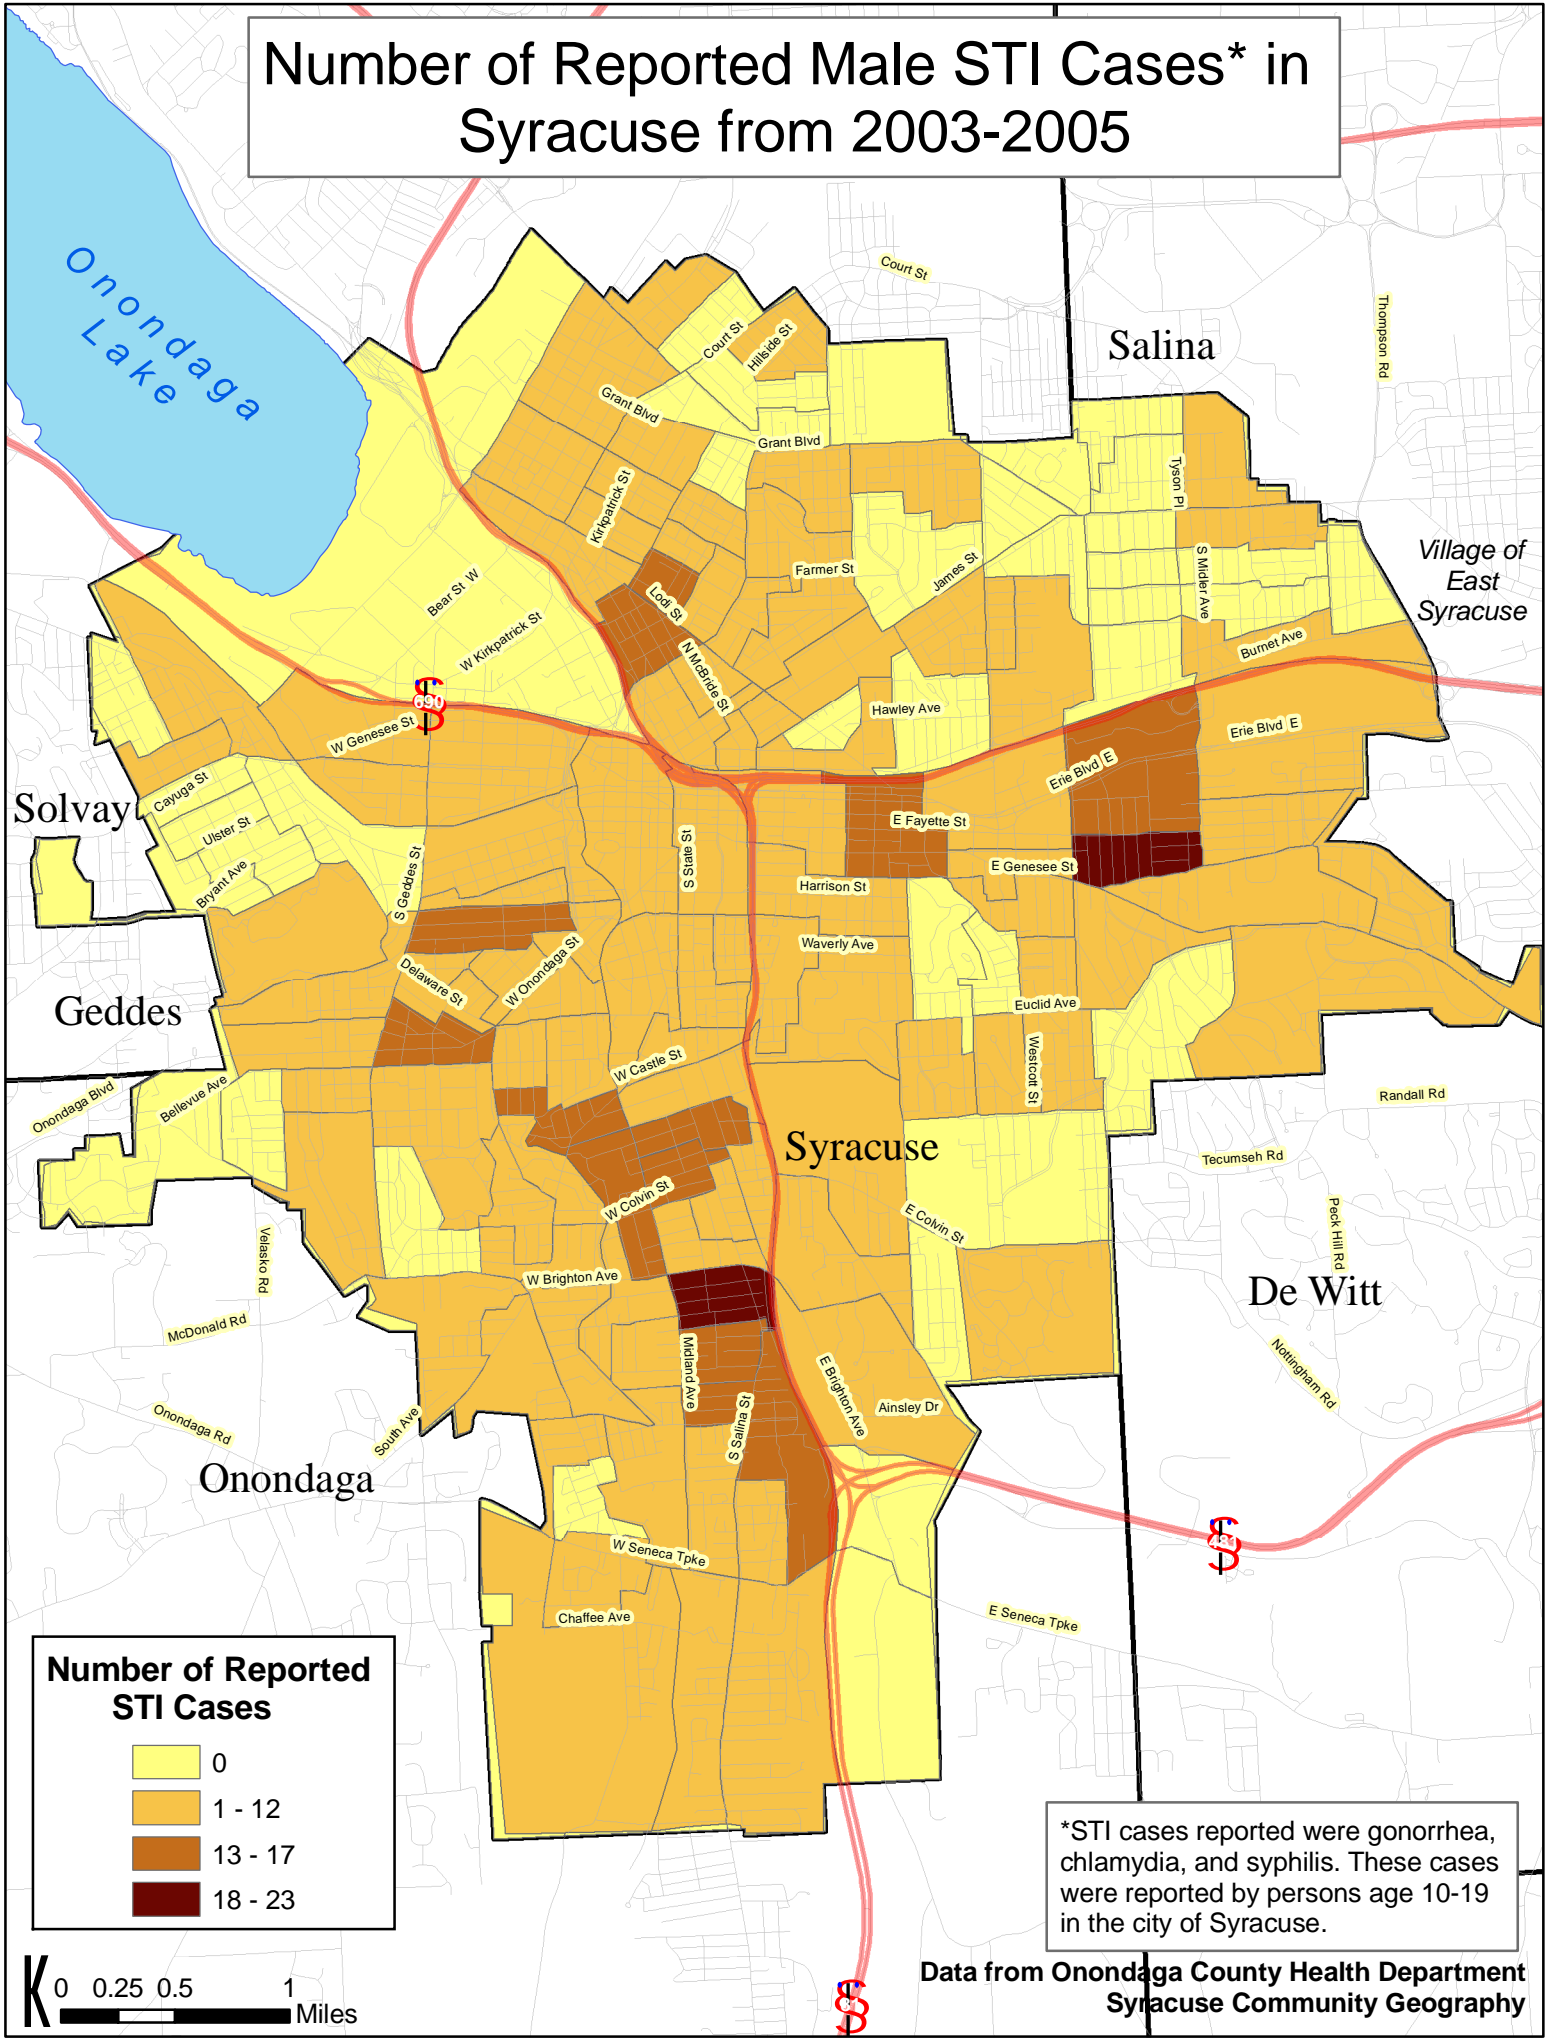 Number of Reported Male STI Cases* in
Syracuse from 2003-2005
Onondaga
Lake
Court St
Salina
Thompson Rd
Court St
Hillside St
Grant Blvd
Grant Blvd
Tyson Pl
Kirkpatrick St
Village of
East
Syracuse
Farmer St
James St
S Midler Ave
Bear St W
Lodi St
W Kirkpatrick St
N McBride St
Burnet Ave
690
Hawley Ave
W Genesee St
Erie Blvd E
Erie Blvd E
Solvay
Cayuga St
Ulster St
E Fayette St
S State St
E Genesee St
Bryant Ave
S Geddes St
Harrison St
Waverly Ave
Delaware St
W Onondaga St
Geddes
Euclid Ave
Westcott St
W Castle St
Onondaga Blvd
Bellevue Ave
Randall Rd
Syracuse
Tecumseh Rd
W Colvin St
E Colvin St
Peck Hill Rd
Velasko Rd
W Brighton Ave
De Witt
McDonald Rd
Midland Ave
E Brighton Ave
Nottingham Rd
Ainsley Dr
Onondaga Rd
South Ave
S Salina St
Onondaga
481
W Seneca Tpke
Chaffee Ave
E Seneca Tpke
Number of Reported
STI Cases
0
1 - 12
13 - 17
18 - 23
*STI cases reported were gonorrhea,
chlamydia, and syphilis. These cases
were reported by persons age 10-19
in the city of Syracuse.
Data from Onondaga County Health Department
Syracuse Community Geography
K
0 0.25 0.5 1
Miles